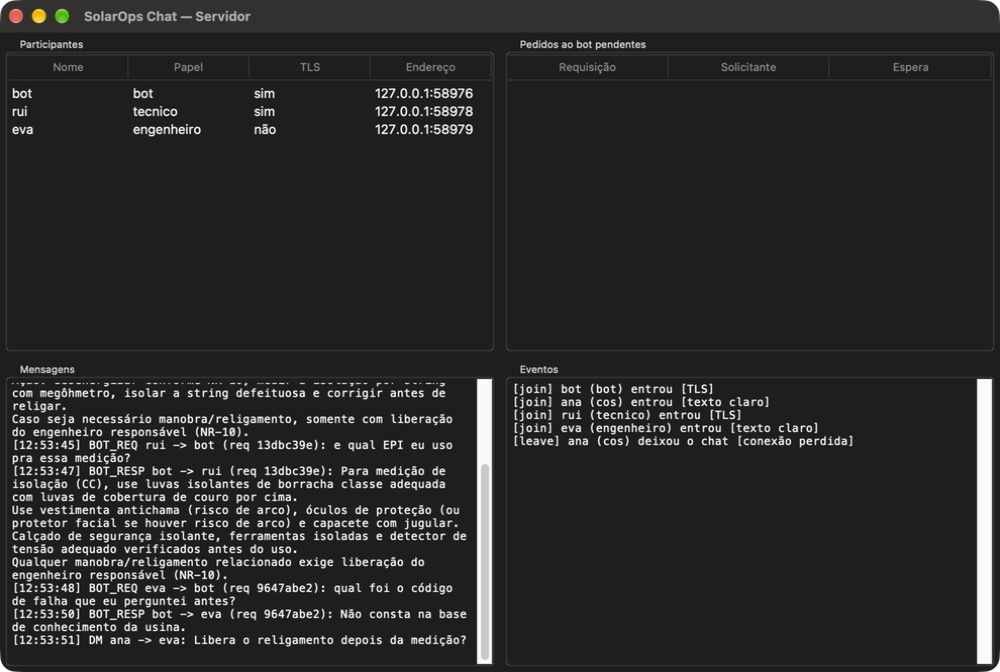 SolarOps Chat — Servidor
Participantes
Nome Papel TLS Endereço
bot bot sim 127.0.0.1:58976
rui tecnico sim 127.0.0.1:58978
eva engenheiro não 127.0.0.1:58979
Pedidos ao bot pendentes
Requisição Solicitante Espera
Mensagens
com megôhmetro, isolar a string defeituosa e corrigir antes de
religar.
Caso seja necessário manobra/religamento, somente com liberação
do engenheiro responsável (NR-10).
[12:53:45] BOT_REQ rui -> bot (req 13dbc39e): e qual EPI eu uso
pra essa medição?
[12:53:47] BOT_RESP bot -> rui (req 13dbc39e): Para medição de
isolação (CC), use luvas isolantes de borracha classe adequada
com luvas de cobertura de couro por cima.
Use vestimenta antichama (risco de arco), óculos de proteção (ou
protetor facial se houver risco de arco) e capacete com jugular.
Calçado de segurança isolante, ferramentas isoladas e detector de
tensão adequado verificados antes do uso.
Qualquer manobra/religamento relacionado exige liberação do
engenheiro responsável (NR-10).
[12:53:48] BOT_REQ eva -> bot (req 9647abe2): qual foi o código
de falha que eu perguntei antes?
[12:53:50] BOT_RESP bot -> eva (req 9647abe2): Não consta na base
de conhecimento da usina.
[12:53:51] DM ana -> eva: Libera o religamento depois da medição?
Eventos
[join] bot (bot) entrou [TLS]
[join] ana (cos) entrou [texto claro]
[join] rui (tecnico) entrou [TLS]
[join] eva (engenheiro) entrou [texto claro]
[leave] ana (cos) deixou o chat [conexão perdida]